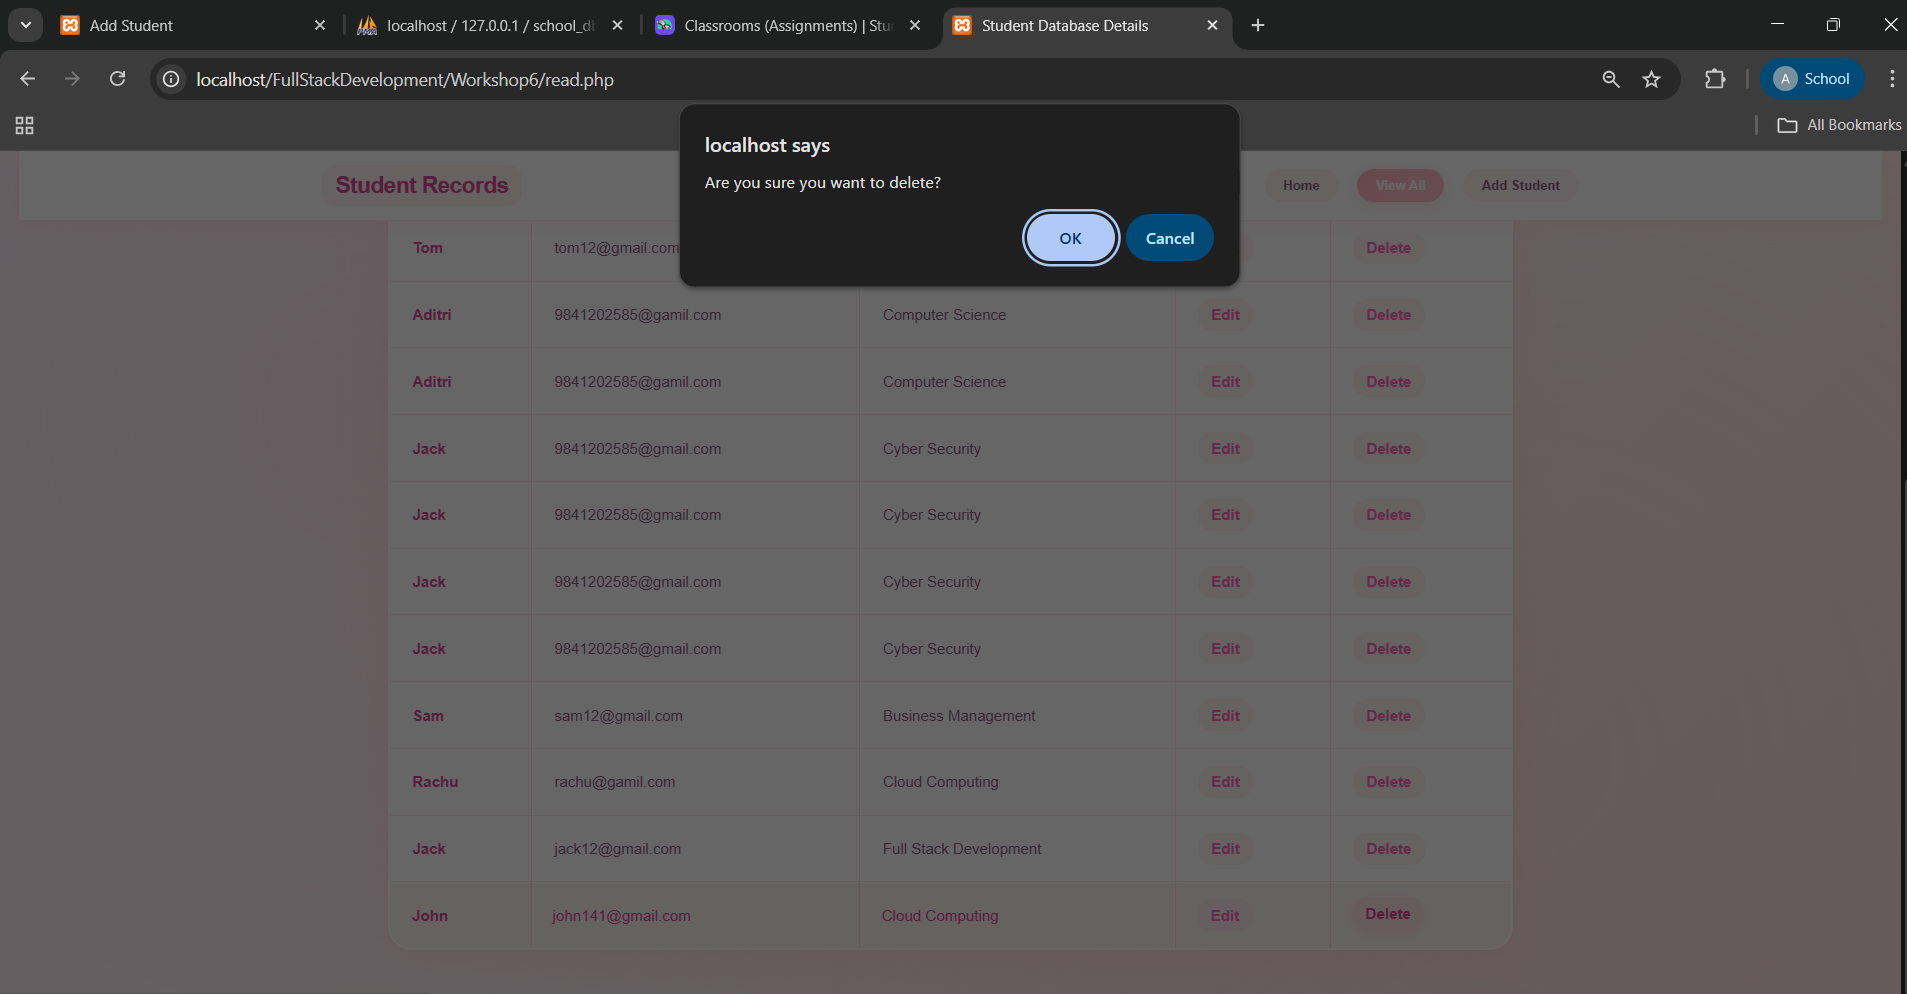 Add Student
localhost / 127.0.0.1 / school_db
Classrooms (Assignments) | Stu
Student Database Details
localhost/FullStackDevelopment/Workshop6/read.php
A School
All Bookmarks
localhost says
Are you sure you want to delete?
OK Cancel
Student Records Home View All Add Student
Tom tom12@gmail.com Delete
Aditri 9841202585@gamil.com Computer Science Edit Delete
Aditri 9841202585@gamil.com Computer Science Edit Delete
Jack 9841202585@gmail.com Cyber Security Edit Delete
Jack 9841202585@gmail.com Cyber Security Edit Delete
Jack 9841202585@gmail.com Cyber Security Edit Delete
Jack 9841202585@gmail.com Cyber Security Edit Delete
Sam sam12@gmail.com Business Management Edit Delete
Rachu rachu@gamil.com Cloud Computing Edit Delete
Jack jack12@gmail.com Full Stack Development Edit Delete
John john141@gmail.com Cloud Computing Edit Delete